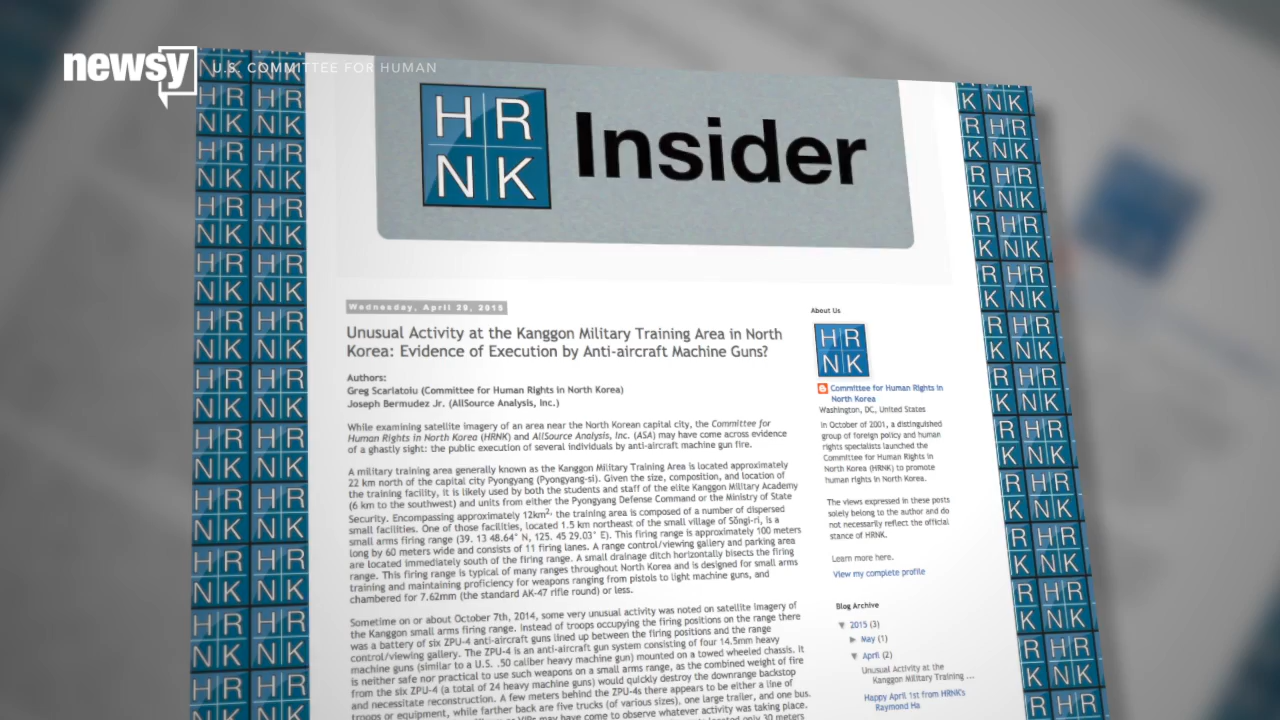 newsy
U.S. COMMITTEE FOR HUMAN
HR
NK
Insider
Wednesday, April 29, 2015
Unusual Activity at the Kanggon Military Training Area in North
Korea: Evidence of Execution by Anti-aircraft Machine Guns?
Authors:
Greg Scarlatoiu (Committee for Human Rights in North Korea)
Joseph Bermudez Jr. (AllSource Analysis, Inc.)
While examining satellite imagery of an area near the North Korean capital city, the Committee for
Human Rights in North Korea (HRNK) and AllSource Analysis, Inc. (ASA) may have come across evidence
of a ghastly sight: the public execution of several individuals by anti-aircraft machine gun fire.
A military training area generally known as the Kanggon Military Training Area is located approximately
22 km north of the capital city Pyongyang (Pyongyang-si). Given the size, composition, and location of
the training facility, it is likely used by both the students and staff of the elite Kanggon Military Academy
(6 km to the southwest) and units from either the Pyongyang Defense Command or the Ministry of State
Security. Encompassing approximately 12km², the training area is composed of a number of dispersed
small facilities. One of those facilities, located 1.5 km northeast of the small village of Sŏngi-ri, is a
small arms firing range (39. 13 48.64" N, 125. 45 29.03" E). This firing range is approximately 100 meters
long by 60 meters wide and consists of 11 firing lanes. A range control/viewing gallery and parking area
are located immediately south of the firing range. A small drainage ditch horizontally bisects the firing
range. This firing range is typical of many ranges throughout North Korea and is designed for small arms
training and maintaining proficiency for weapons ranging from pistols to light machine guns, and
chambered for 7.62mm (the standard AK-47 rifle round) or less.
Sometime on or about October 7th, 2014, some very unusual activity was noted on satellite imagery of
the Kanggon small arms firing range. Instead of troops occupying the firing positions on the range there
was a battery of six ZPU-4 anti-aircraft guns lined up between the firing positions and the range
control/viewing gallery. The ZPU-4 is an anti-aircraft gun system consisting of four 14.5mm heavy
machine guns (similar to a U.S. .50 caliber heavy machine gun) mounted on a towed wheeled chassis. It
is neither safe nor practical to use such weapons on a small arms range, as the combined weight of fire
from the six ZPU-4 (a total of 24 heavy machine guns) would quickly destroy the downrange backstop
and necessitate reconstruction. A few meters behind the ZPU-4s there appears to be either a line of
troops or equipment, while farther back are five trucks (of various sizes), one large trailer, and one bus.
may have come to observe whatever activity was taking place.
located only 30 meters
About Us
HR
NK
Committee for Human Rights in
North Korea
Washington, DC, United States
In October of 2001, a distinguished
group of foreign policy and human
rights specialists launched the
Committee for Human Rights in
North Korea (HRNK) to promote
human rights in North Korea.
The views expressed in these posts
solely belong to the author and do
not necessarily reflect the official
stance of HRNK.
Learn more here.
View my complete profile
Blog Archive
▼ 2015 (3)
► May (1)
▼ April (2)
Unusual Activity at the
Kanggon Military Training ...
Happy April 1st from HRNK's
Raymond Ha